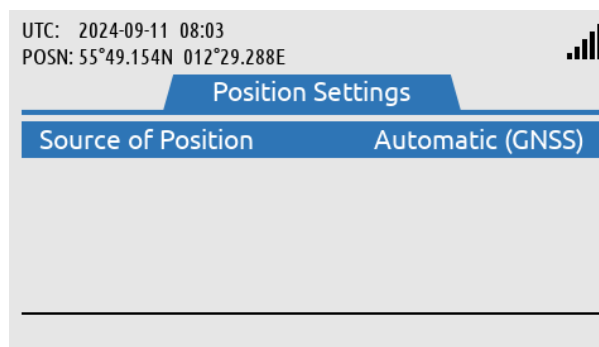 UTC: 2024-09-11 08:03
POSN: 55°49.154N 012°29.288E
Position Settings
Source of Position Automatic (GNSS)